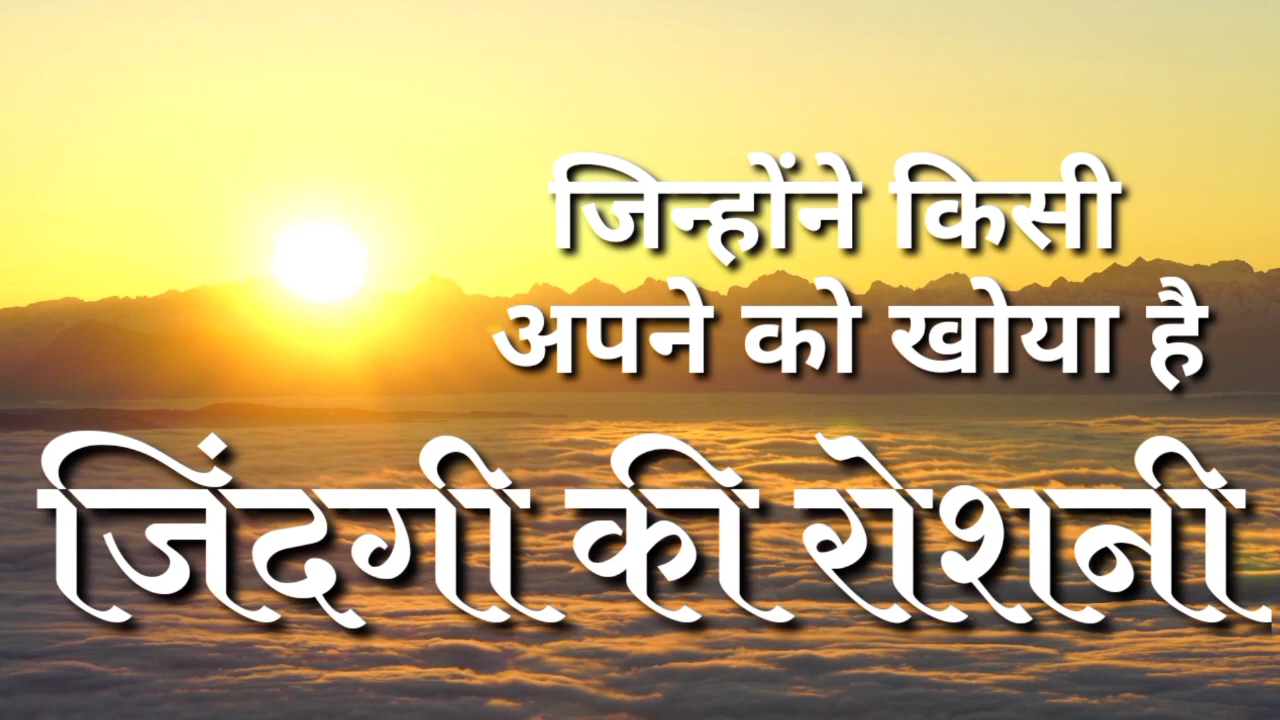 जिन्होंने किसी
अपने को खोया है
जिंदगी की रोशनी